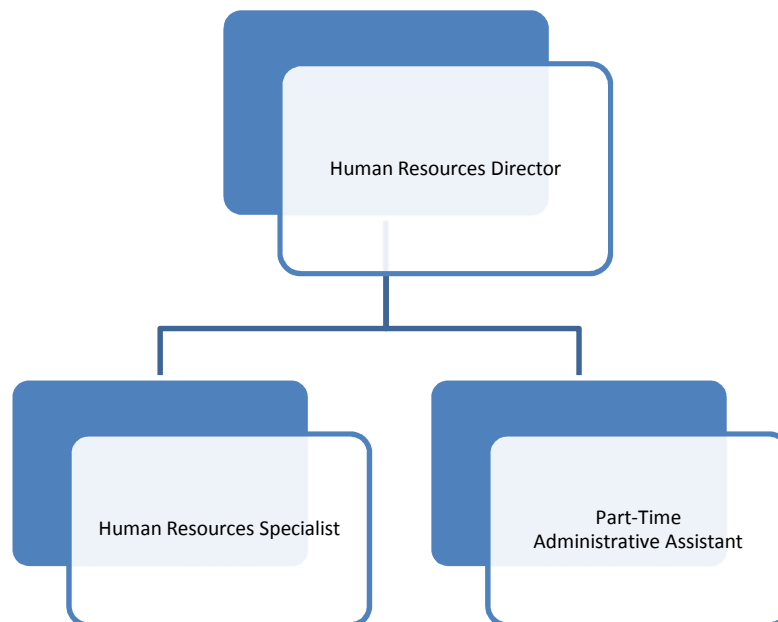 Human Resources Director
Human Resources Specialist
Part-Time
Administrative Assistant